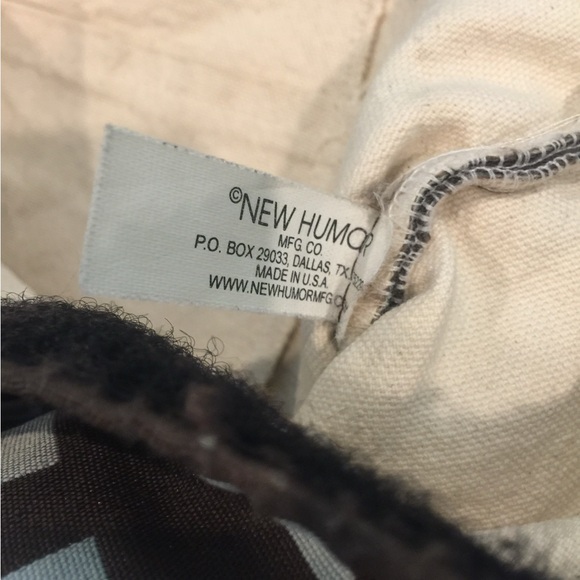 ©NEW HUMOR
MFG. CO.
P.O. BOX 29033, DALLAS, TX
MADE IN U.S.A.
WWW.NEWHUMORMFG.C